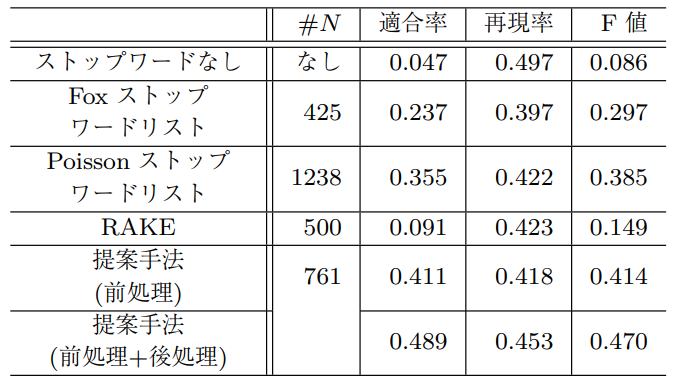 #N 適合率 再現率 F 値
ストップワードなし なし 0.047 0.497 0.086
Fox ストップ
ワードリスト 425 0.237 0.397 0.297
Poisson ストップ
ワードリスト 1238 0.355 0.422 0.385
RAKE 500 0.091 0.423 0.149
提案手法
(前処理) 761 0.411 0.418 0.414
提案手法
(前処理+後処理) 0.489 0.453 0.470